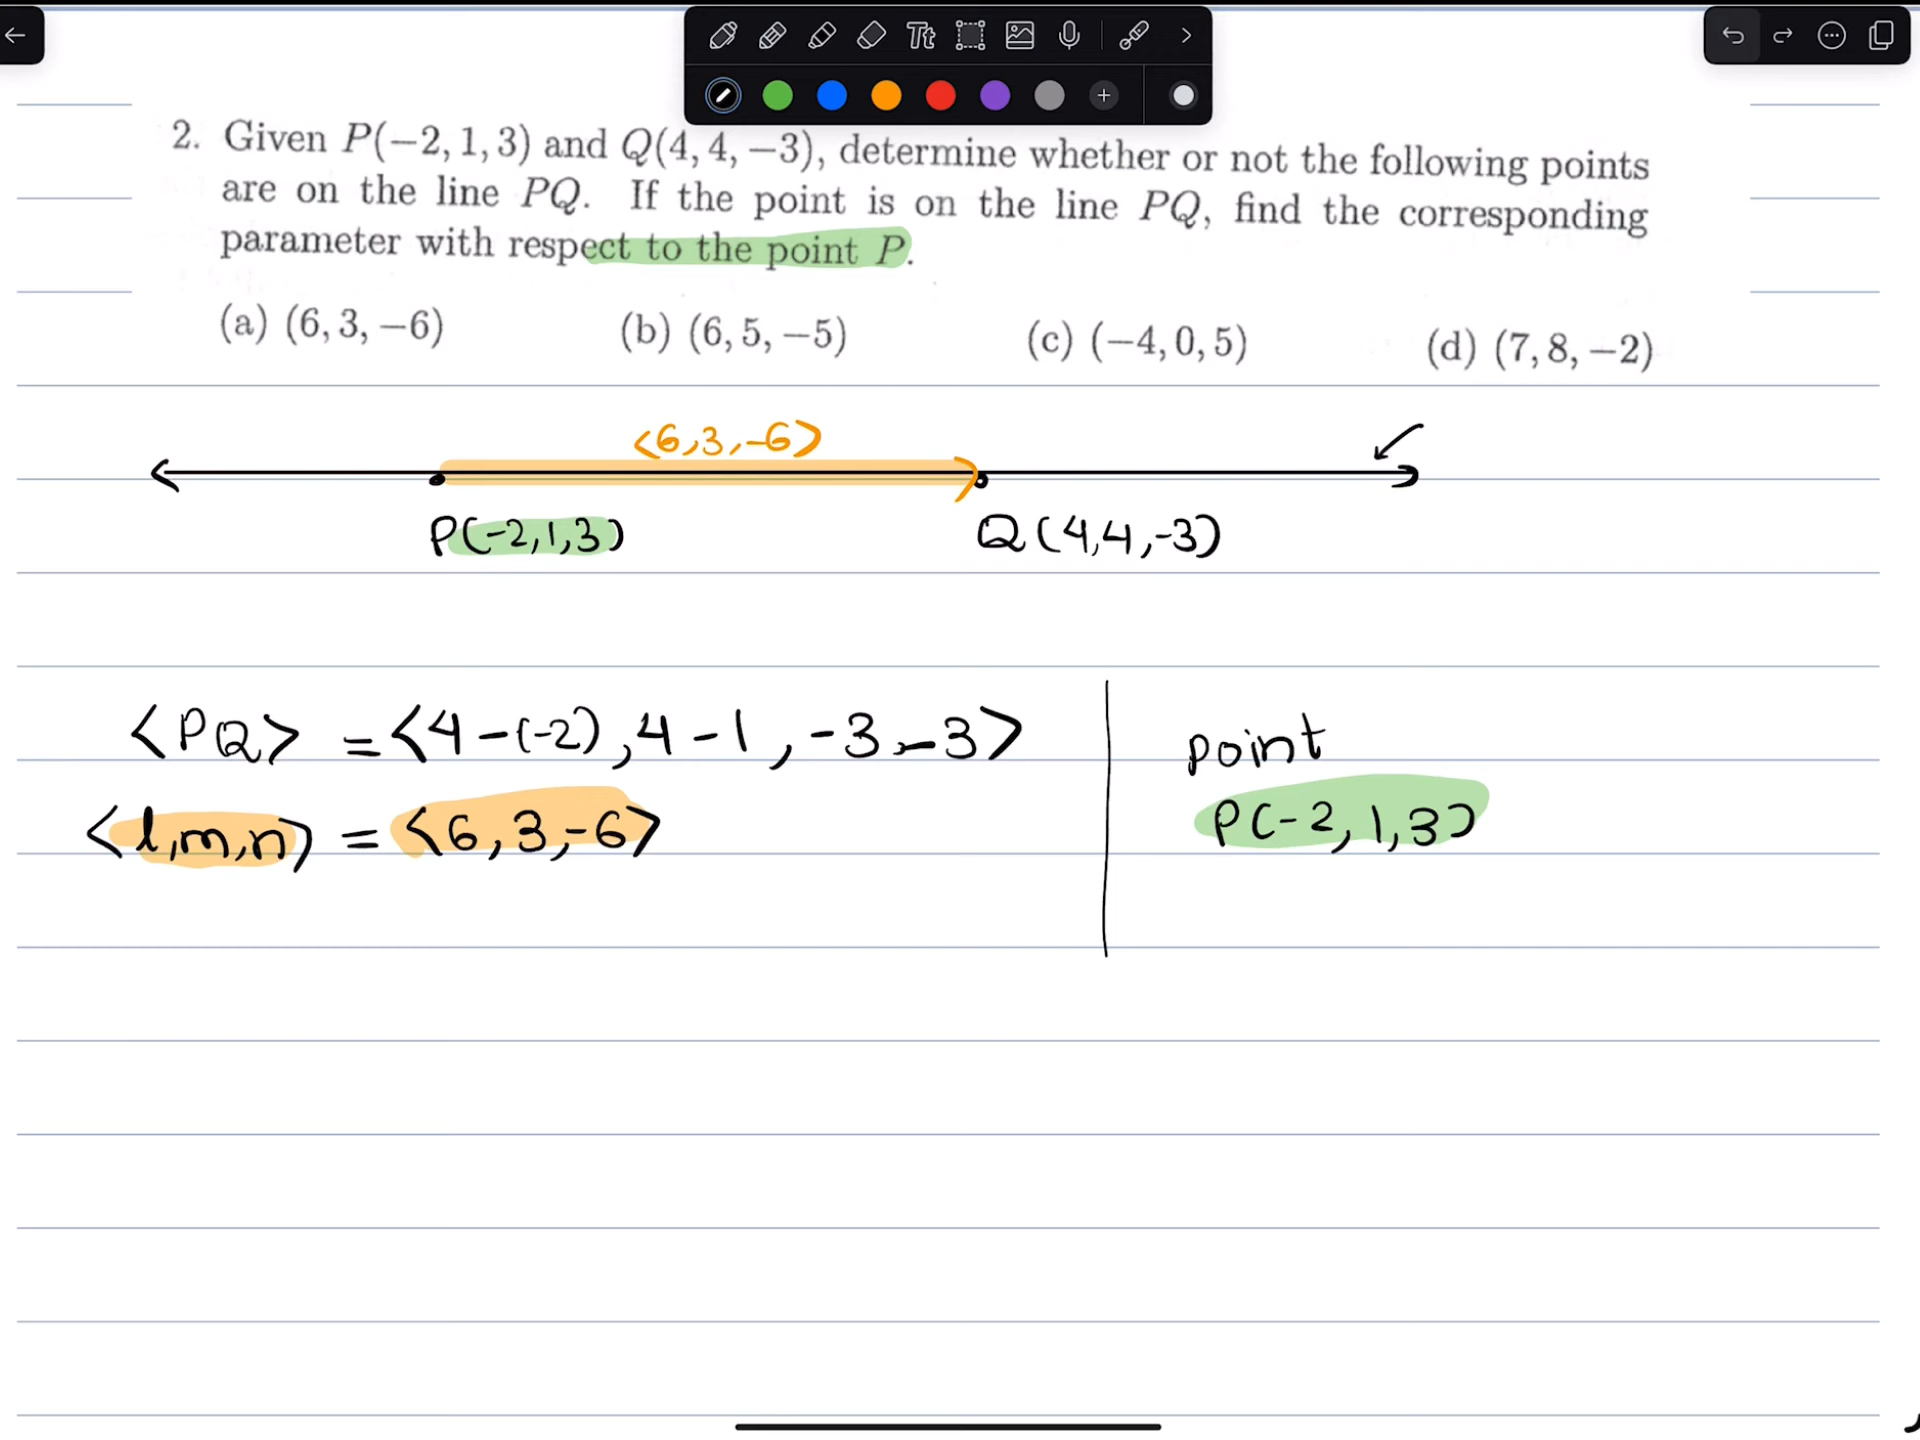 Tt
2. Given P(−2, 1, 3) and Q(4, 4, −3), determine whether or not the following points
are on the line PQ. If the point is on the line PQ, find the corresponding
parameter with respect to the point P.
(a) (6, 3, −6) (b) (6, 5, −5) (c) (−4, 0, 5) (d) (7, 8, −2)
<6,3,-6>
P(-2,1,3) Q(4,4,-3)
<PQ> = <4-(-2), 4-1, -3-3>
<l,m,n> = <6,3,-6>
point
P(-2,1,3)